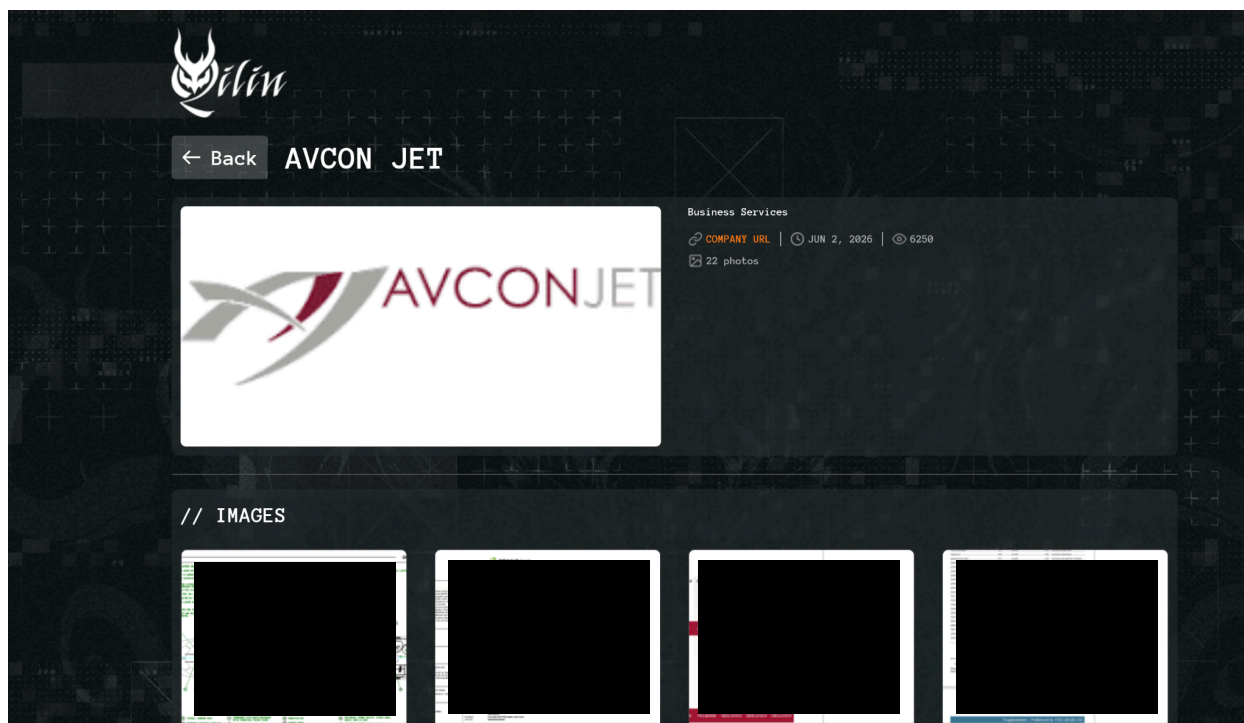 Qilin
← Back AVCON JET
AVCONJET
Business Services
COMPANY URL | JUN 2, 2026 | 6250
22 photos
// IMAGES